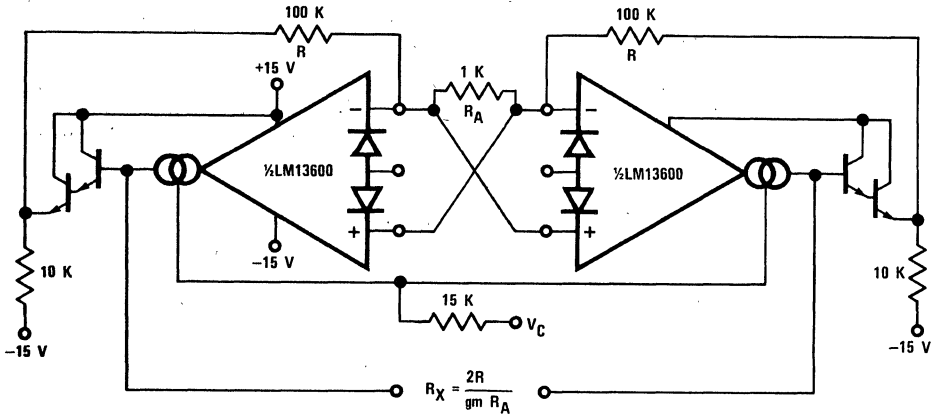 100 K
R
100 K
R
+15 V
1 K
R_A
−
−
½LM13600
½LM13600
+
+
−15 V
10 K
10 K
15 K
V_C
−15 V
−15 V
R_X = 2R / gm R_A